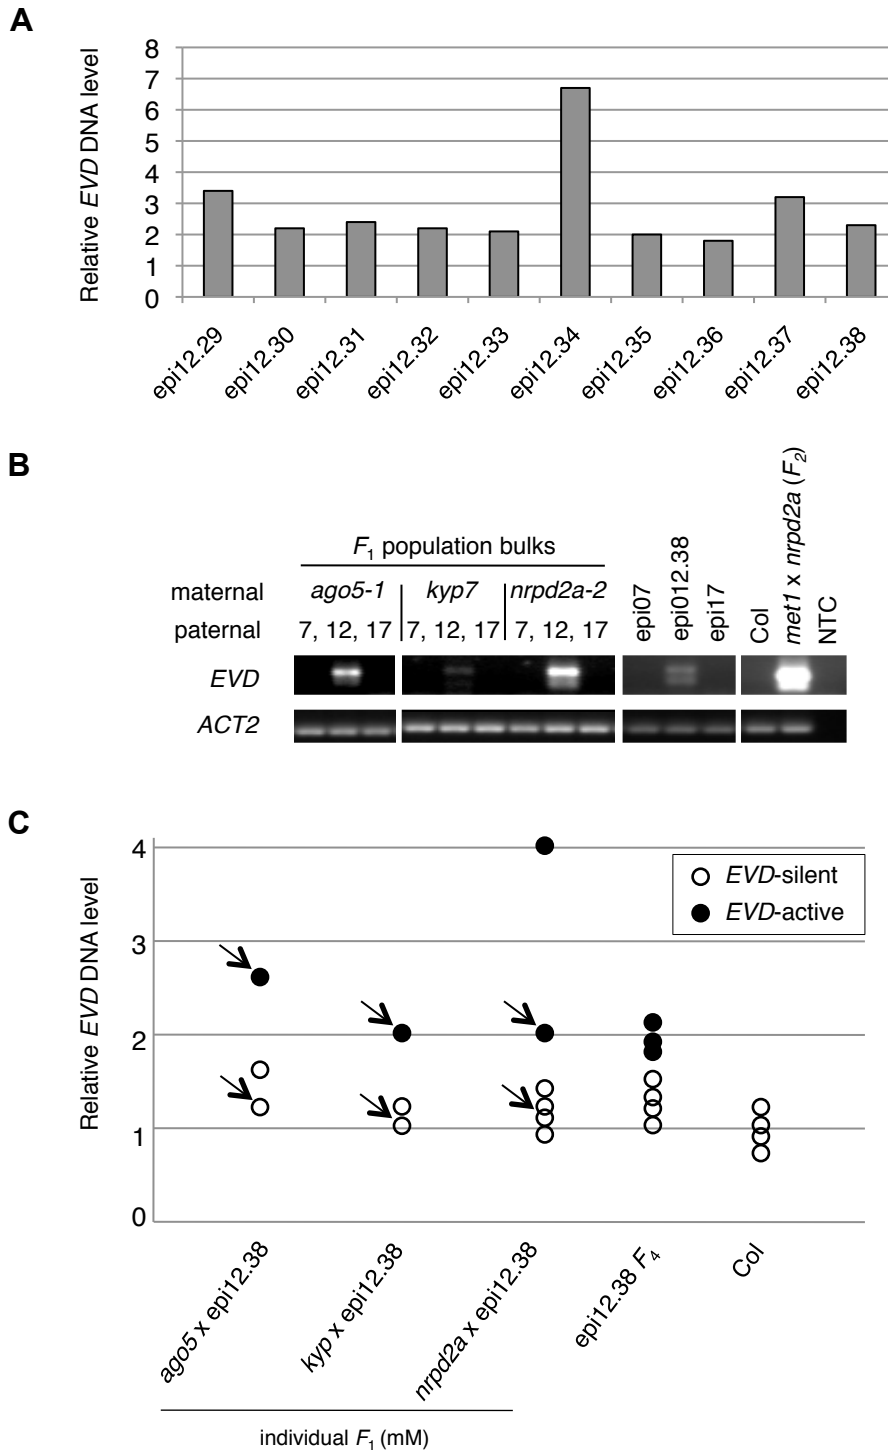 A
Relative EVD DNA level
8
7
6
5
4
3
2
1
0
epi12.29 epi12.30 epi12.31 epi12.32 epi12.33 epi12.34 epi12.35 epi12.36 epi12.37 epi12.38
B
F1 population bulks
maternal ago5-1 kyp7 nrpd2a-2
paternal 7, 12, 17 7, 12, 17 7, 12, 17
epi07 epi012.38 epi17 Col met1 x nrpd2a (F2) NTC
EVD
ACT2
C
Relative EVD DNA level
4
3
2
1
0
EVD-silent
EVD-active
ago5 x epi12.38 kyp x epi12.38 nrpd2a x epi12.38 epi12.38 F4 Col
individual F1 (mM)